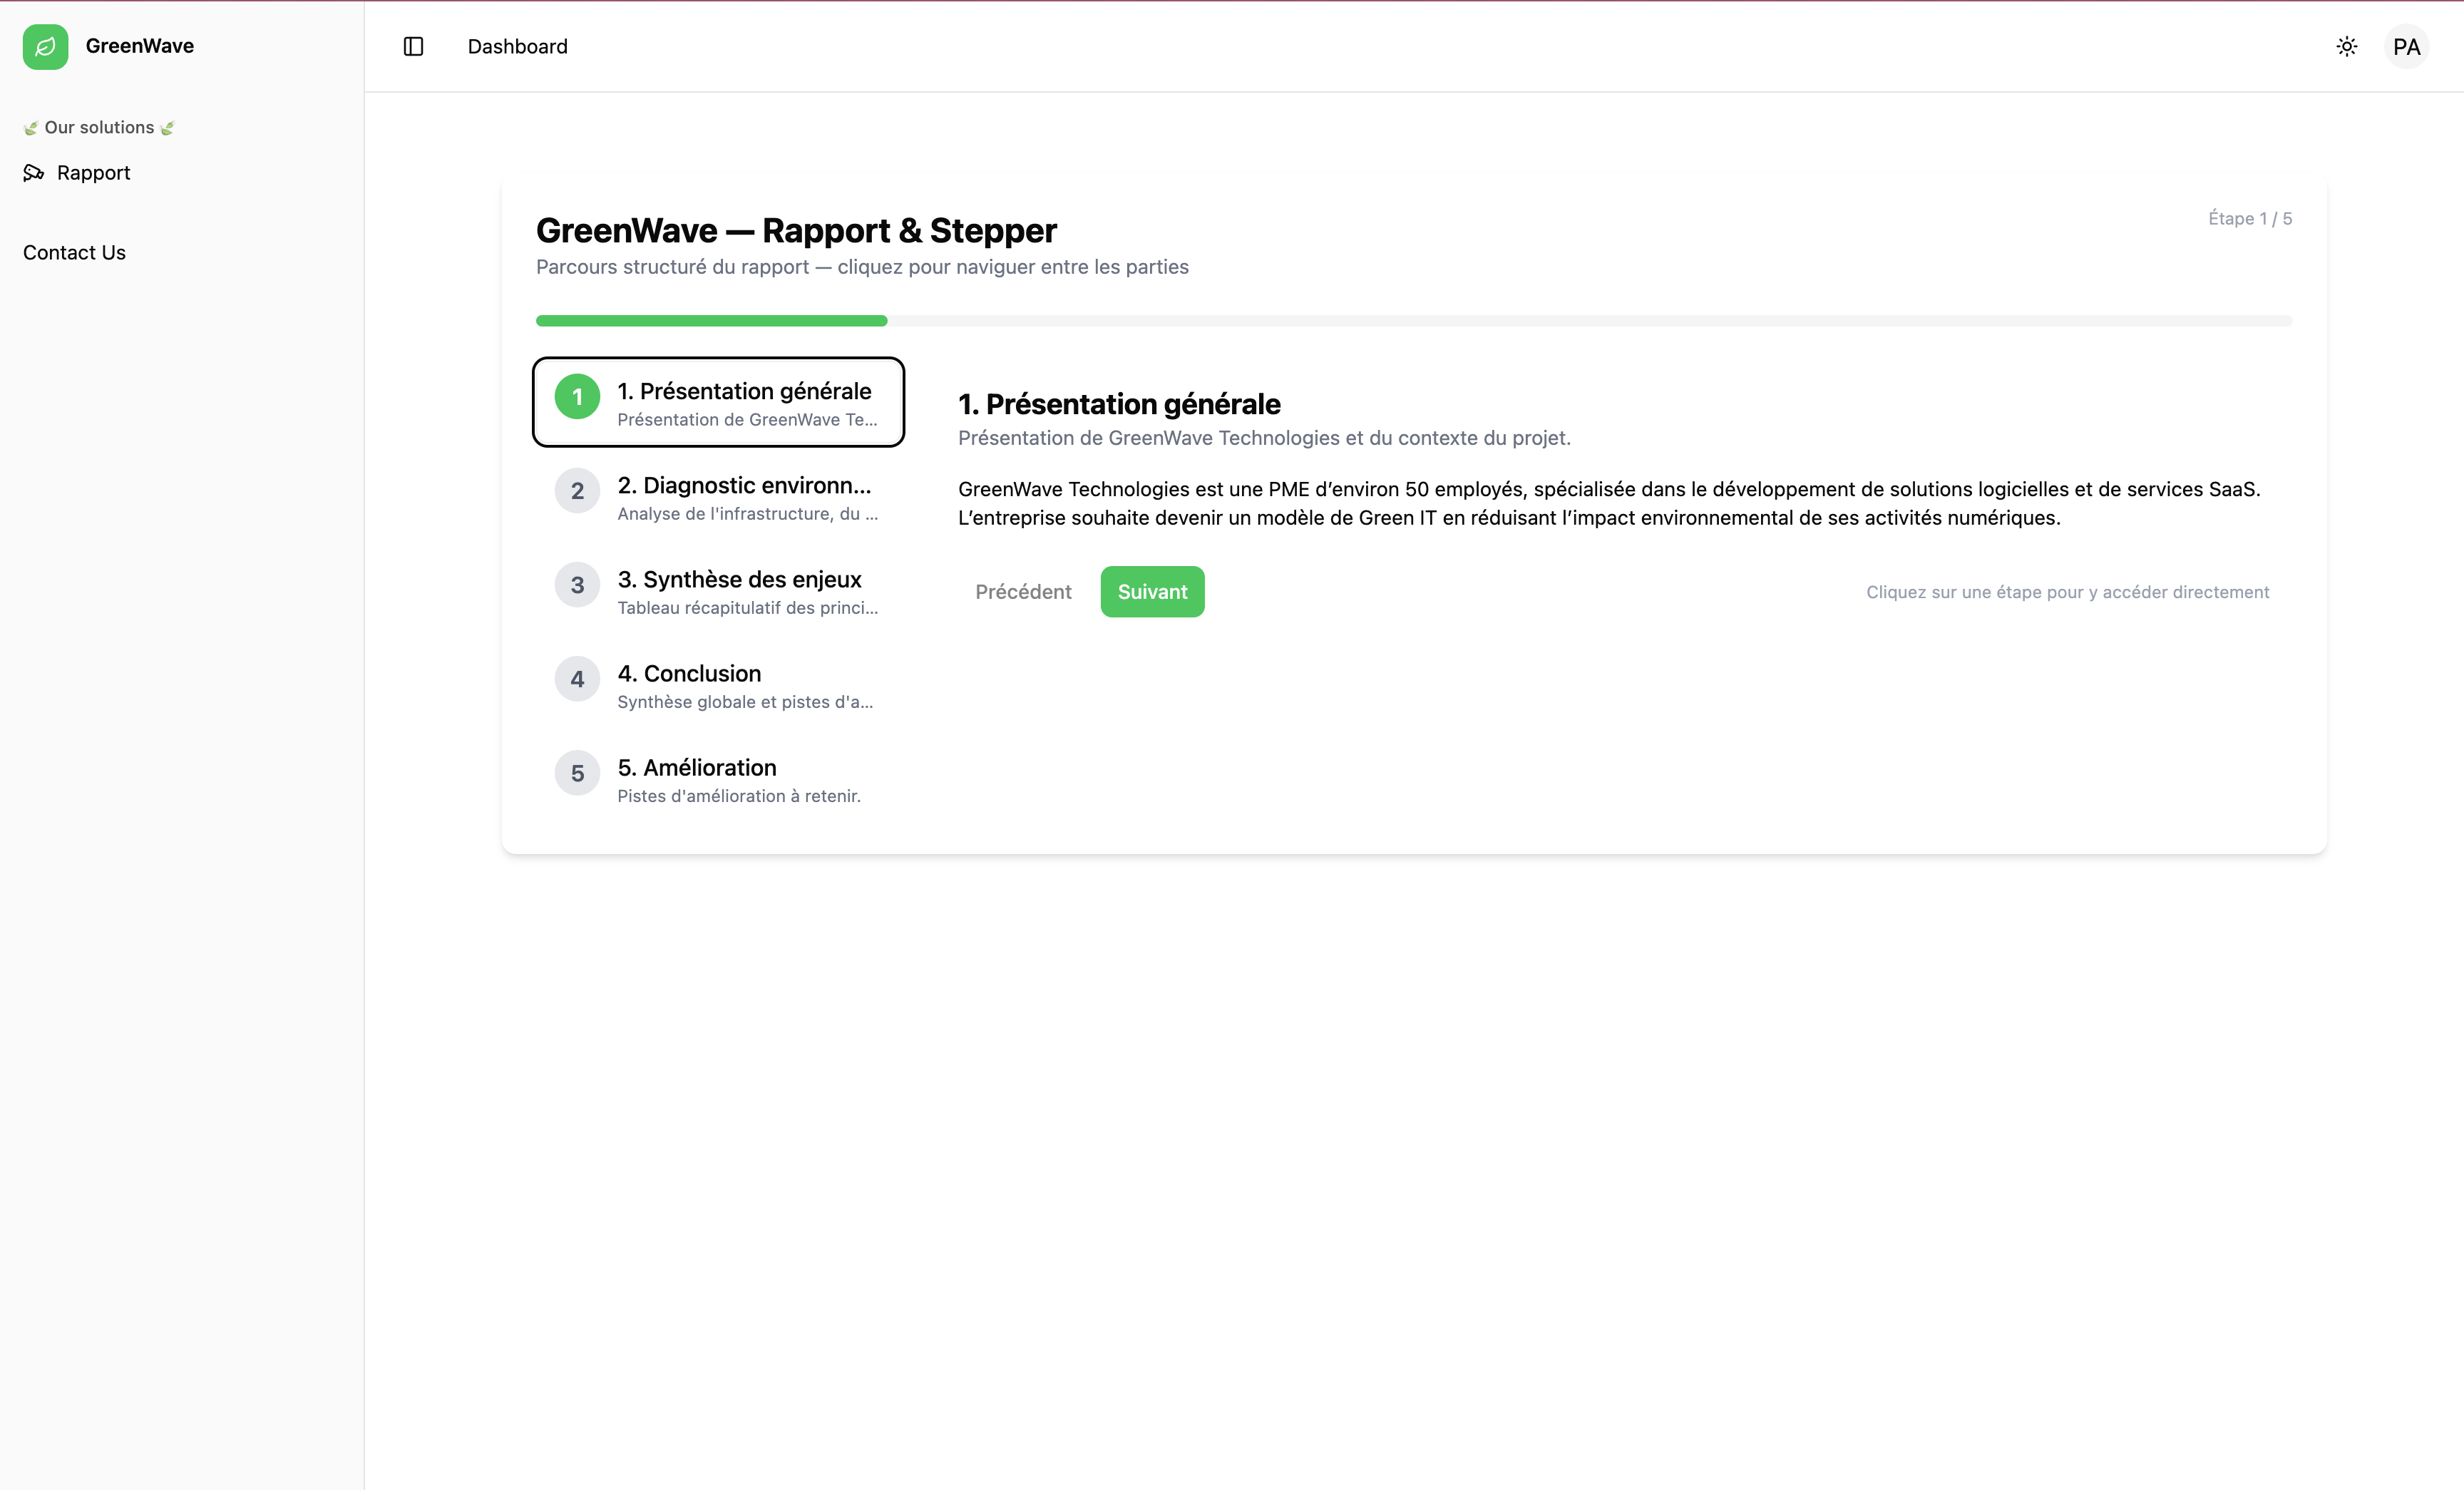 GreenWave
Dashboard
PA
🍃 Our solutions 🍃
Rapport
Contact Us
GreenWave — Rapport & Stepper
Étape 1 / 5
Parcours structuré du rapport — cliquez pour naviguer entre les parties
1
1. Présentation générale
Présentation de GreenWave Te...
2
2. Diagnostic environn...
Analyse de l'infrastructure, du ...
3
3. Synthèse des enjeux
Tableau récapitulatif des princi...
4
4. Conclusion
Synthèse globale et pistes d'a...
5
5. Amélioration
Pistes d'amélioration à retenir.
1. Présentation générale
Présentation de GreenWave Technologies et du contexte du projet.
GreenWave Technologies est une PME d’environ 50 employés, spécialisée dans le développement de solutions logicielles et de services SaaS.
L’entreprise souhaite devenir un modèle de Green IT en réduisant l’impact environnemental de ses activités numériques.
Précédent
Suivant
Cliquez sur une étape pour y accéder directement